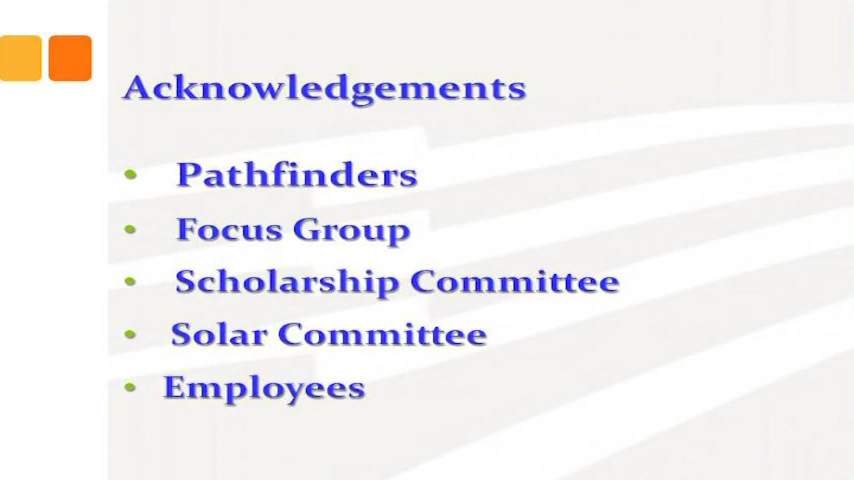 Acknowledgements
• Pathfinders
• Focus Group
• Scholarship Committee
• Solar Committee
• Employees